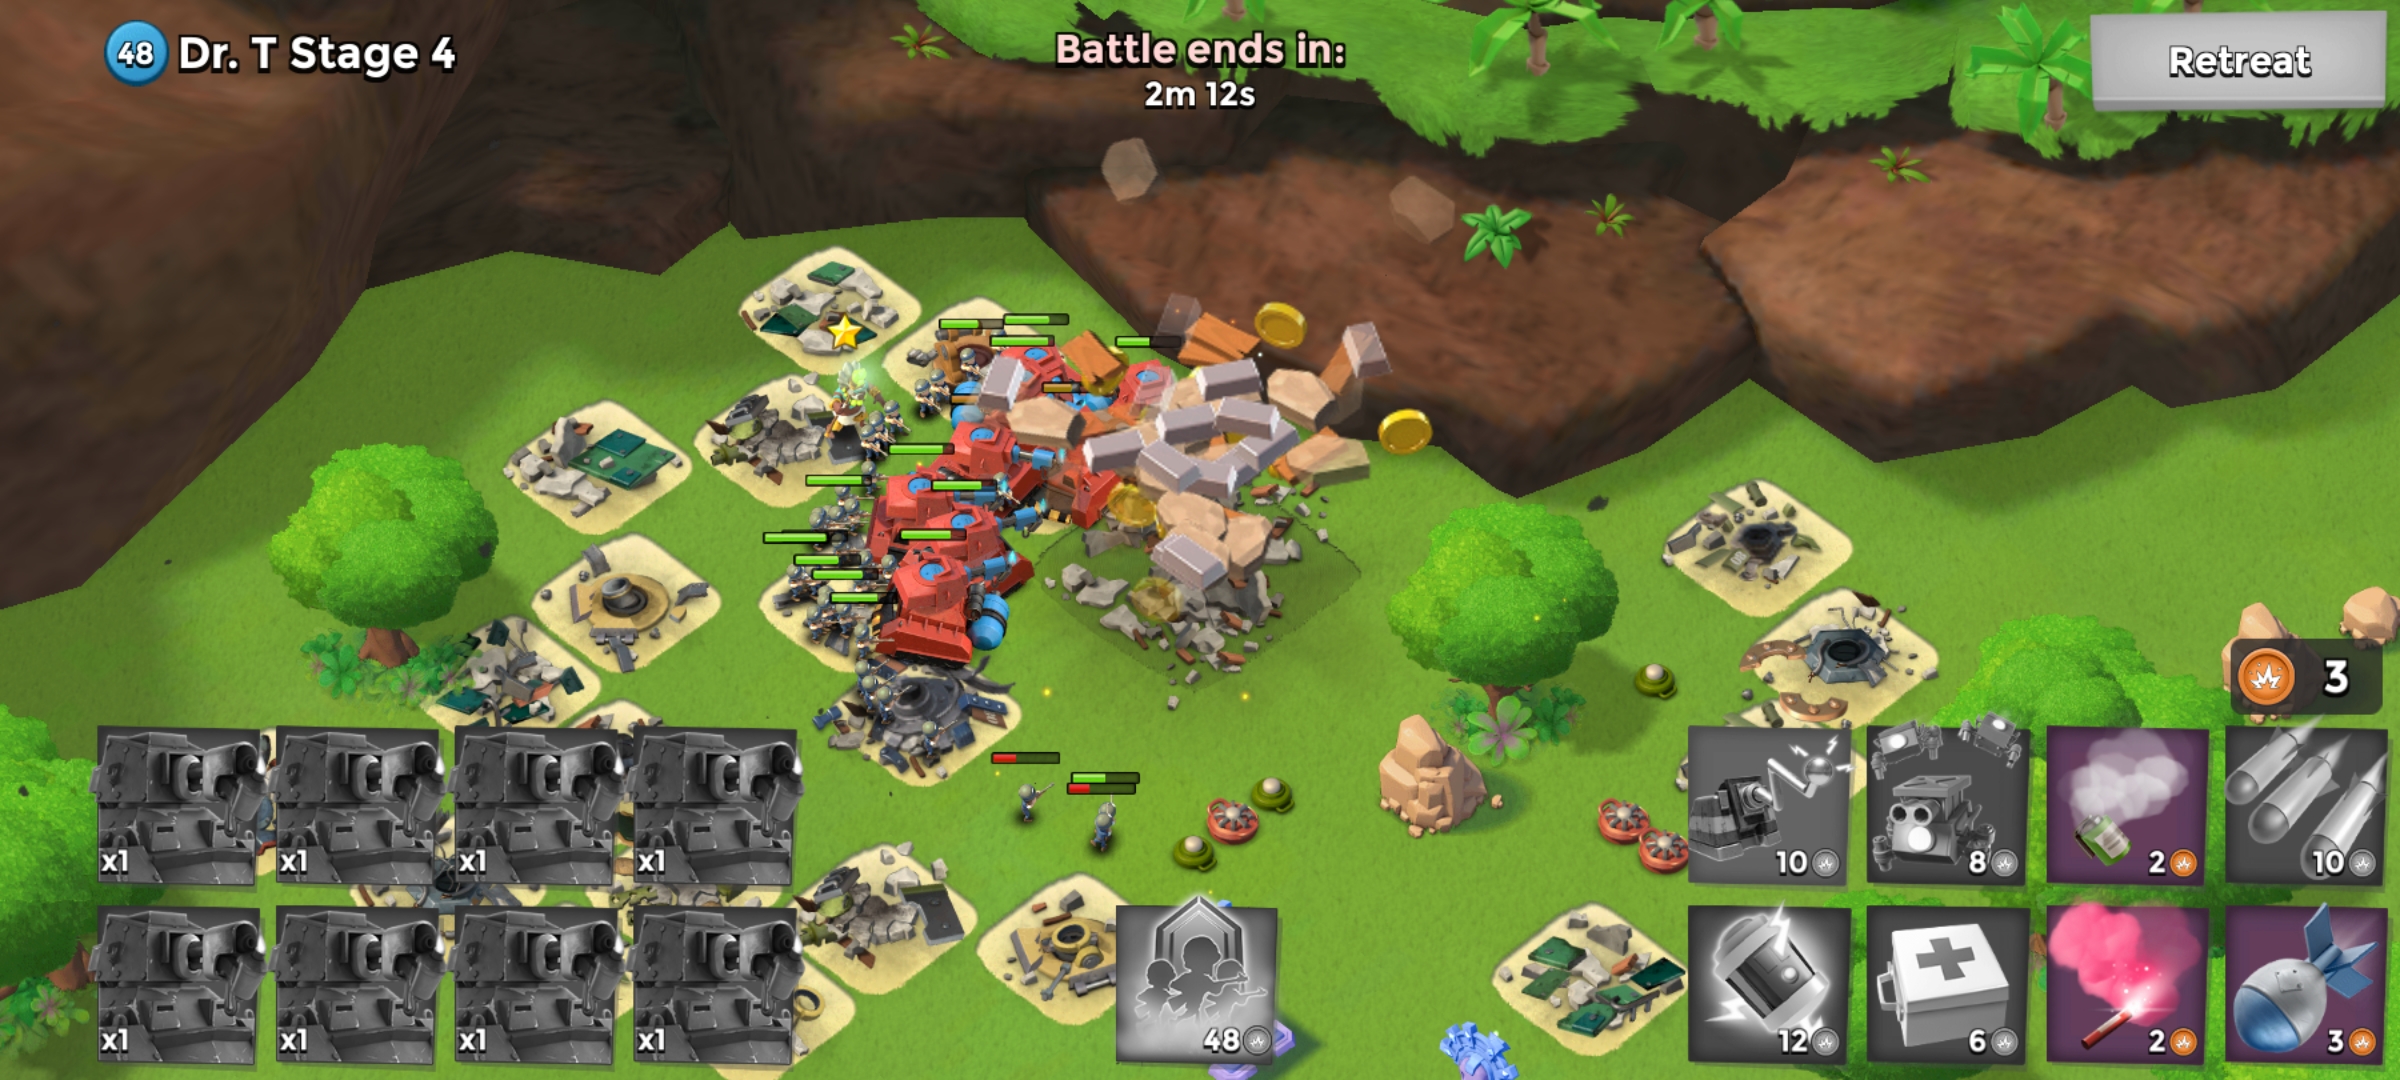 48 Dr. T Stage 4
Battle ends in:
2m 12s
Retreat
3
x1 x1 x1 x1
10 8 2 10
x1 x1 x1 x1
48
12 6 2 3